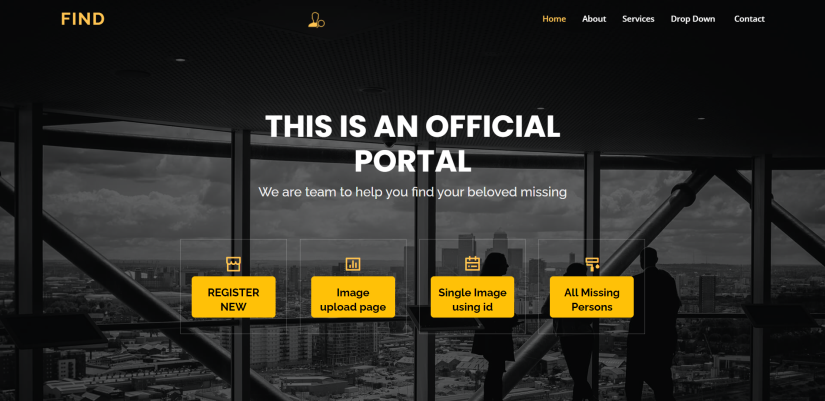 FIND
Home About Services Drop Down Contact
THIS IS AN OFFICIAL
PORTAL
We are team to help you find your beloved missing
REGISTER
NEW
Image
upload page
Single Image
using id
All Missing
Persons